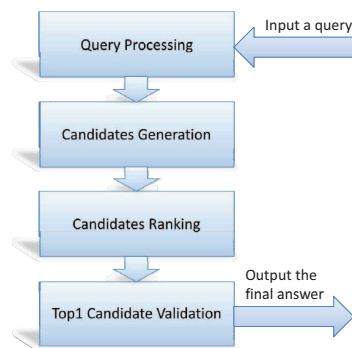 Input a query
Query Processing
Candidates Generation
Candidates Ranking
Output the
final answer
Top1 Candidate Validation